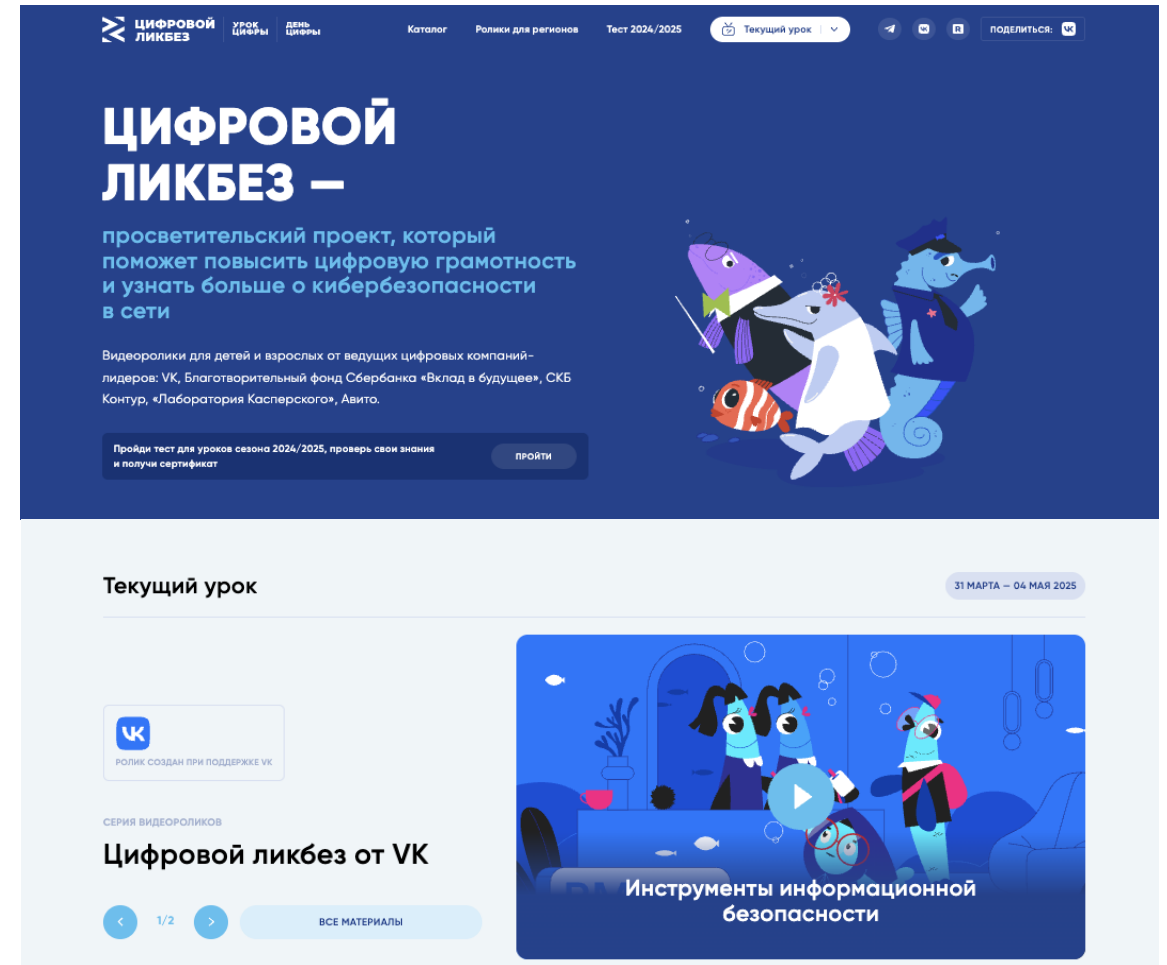 ЦИФРОВОЙ
ЛИКБЕЗ
УРОК
ЦИФРЫ
ДЕНЬ
ЦИФРЫ
Каталог
Ролики для регионов
Тест 2024/2025
Текущий урок
ПОДЕЛИТЬСЯ:
ЦИФРОВОЙ
ЛИКБЕЗ —
просветительский проект, который
поможет повысить цифровую грамотность
и узнать больше о кибербезопасности
в сети
Видеоролики для детей и взрослых от ведущих цифровых компаний-
лидеров: VK, Благотворительный фонд Сбербанка «Вклад в будущее», СКБ
Контур, «Лаборатория Касперского», Авито.
Пройди тест для уроков сезона 2024/2025, проверь свои знания
и получи сертификат
ПРОЙТИ
Текущий урок
31 МАРТА — 04 МАЯ 2025
VK
РОЛИК СОЗДАН ПРИ ПОДДЕРЖКЕ VK
СЕРИЯ ВИДЕОРОЛИКОВ
Цифровой ликбез от VK
1/2
ВСЕ МАТЕРИАЛЫ
Инструменты информационной
безопасности